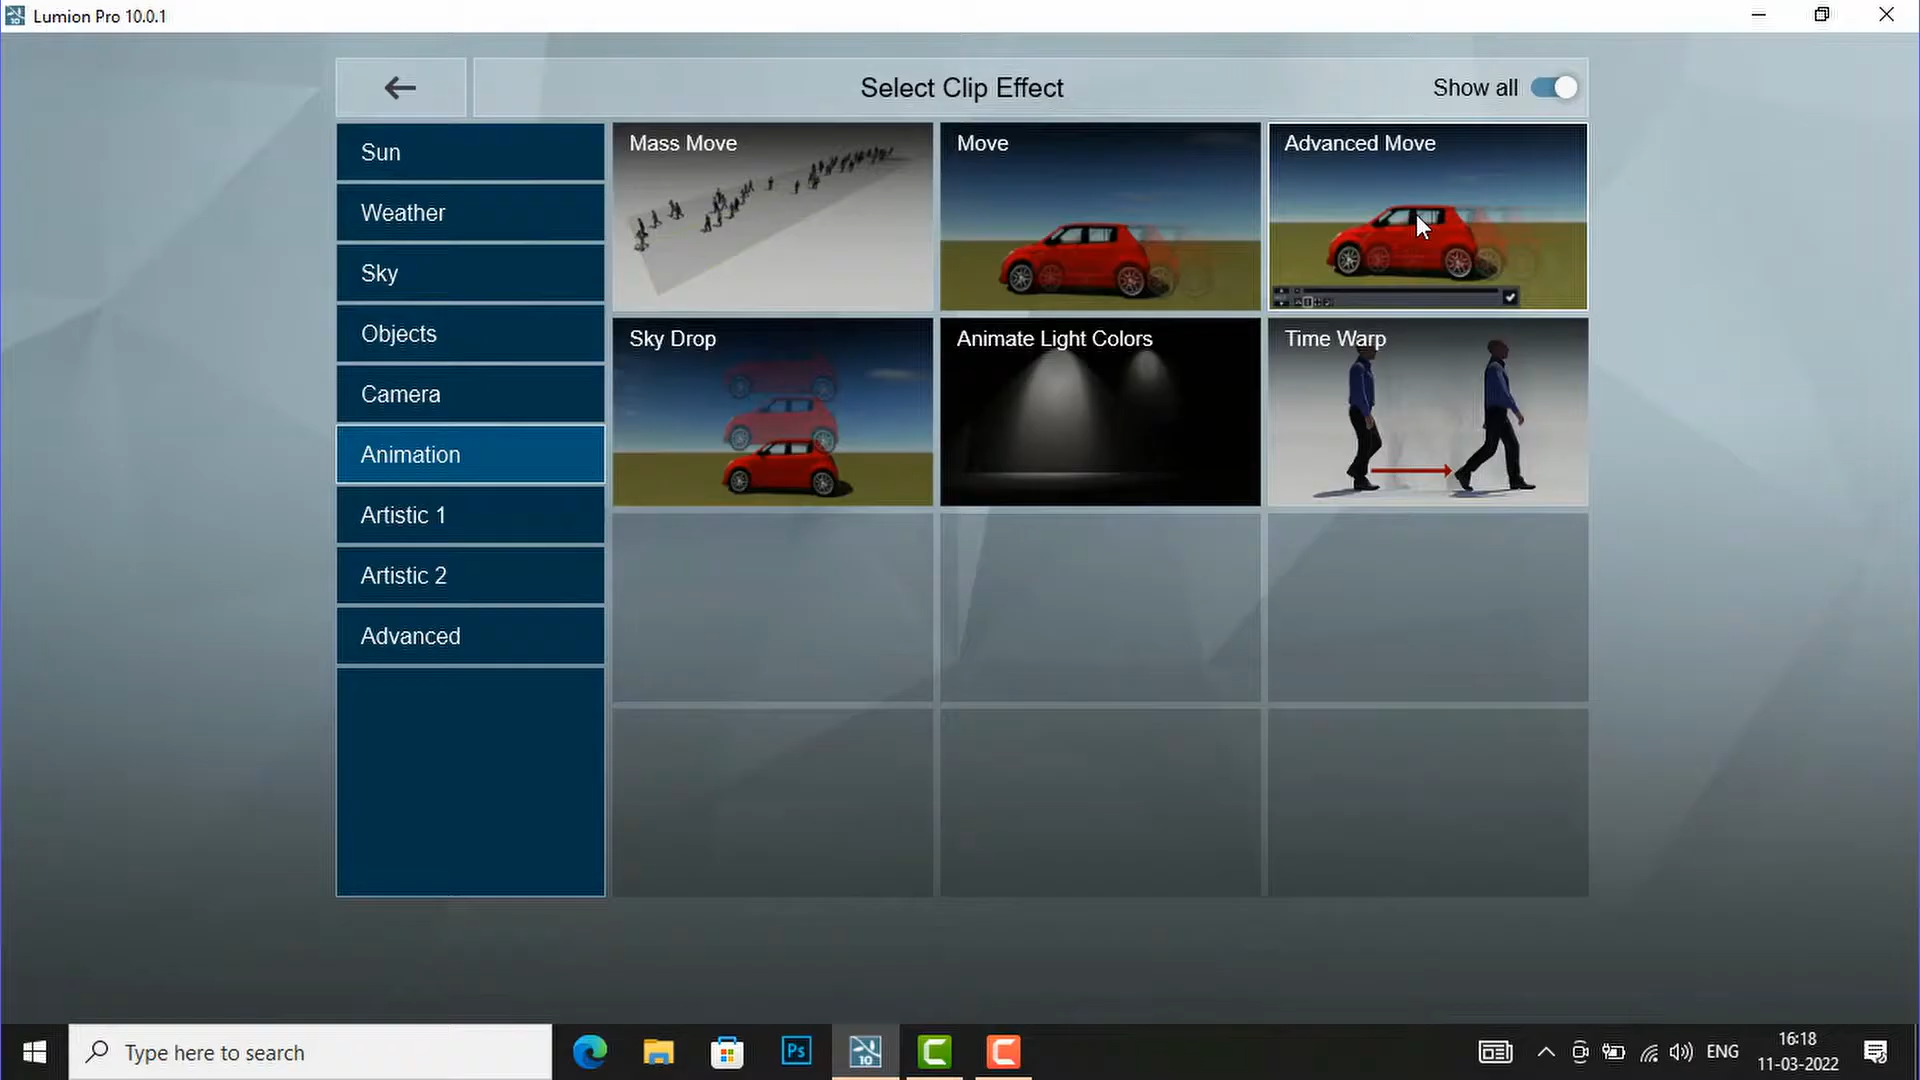 Lumion Pro 10.0.1
Select Clip Effect
Show all
Sun
Weather
Sky
Objects
Camera
Animation
Artistic 1
Artistic 2
Advanced
Mass Move
Move
Advanced Move
Sky Drop
Animate Light Colors
Time Warp
Type here to search
Ps
10
ENG
16:18
11-03-2022